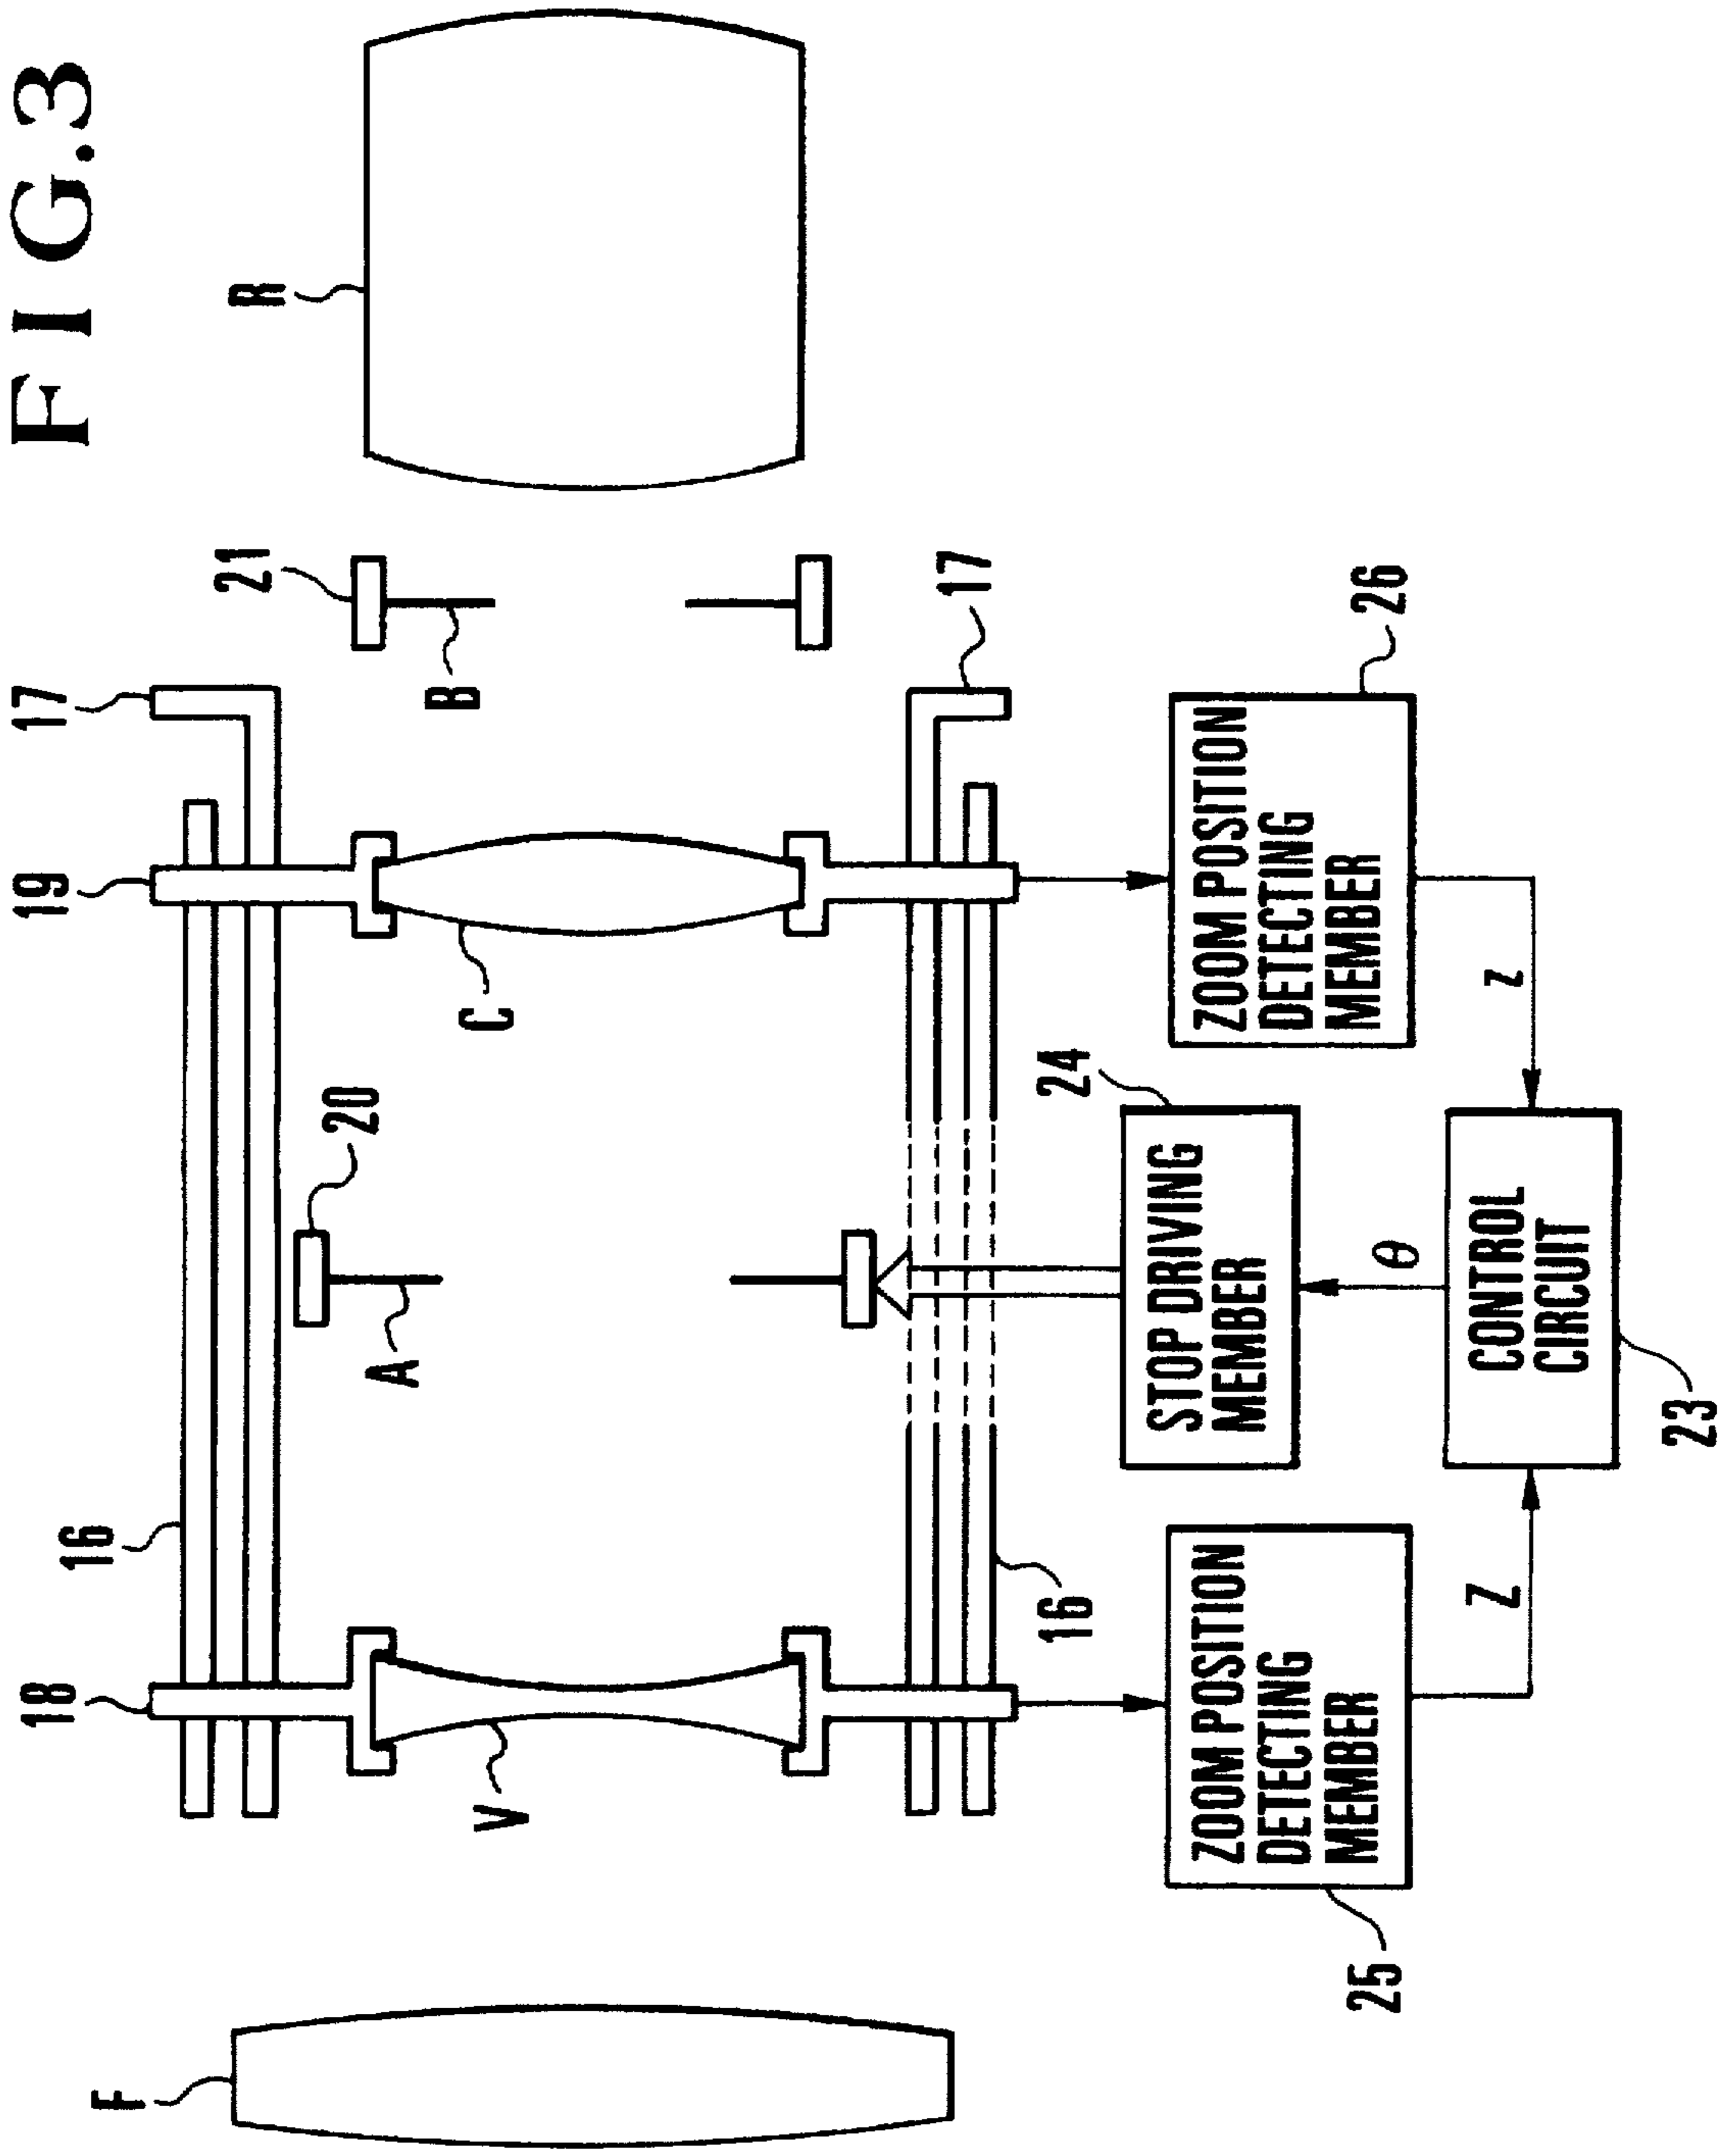 FIG.3
16
18
19
17
F
V
A
20
C
21
B
R
16
17
25
ZOOM POSITION
DETECTING
MEMBER
STOP DRIVING
MEMBER
24
ZOOM POSITION
DETECTING
MEMBER
26
Z
θ
z
CONTROL
CIRCUIT
23